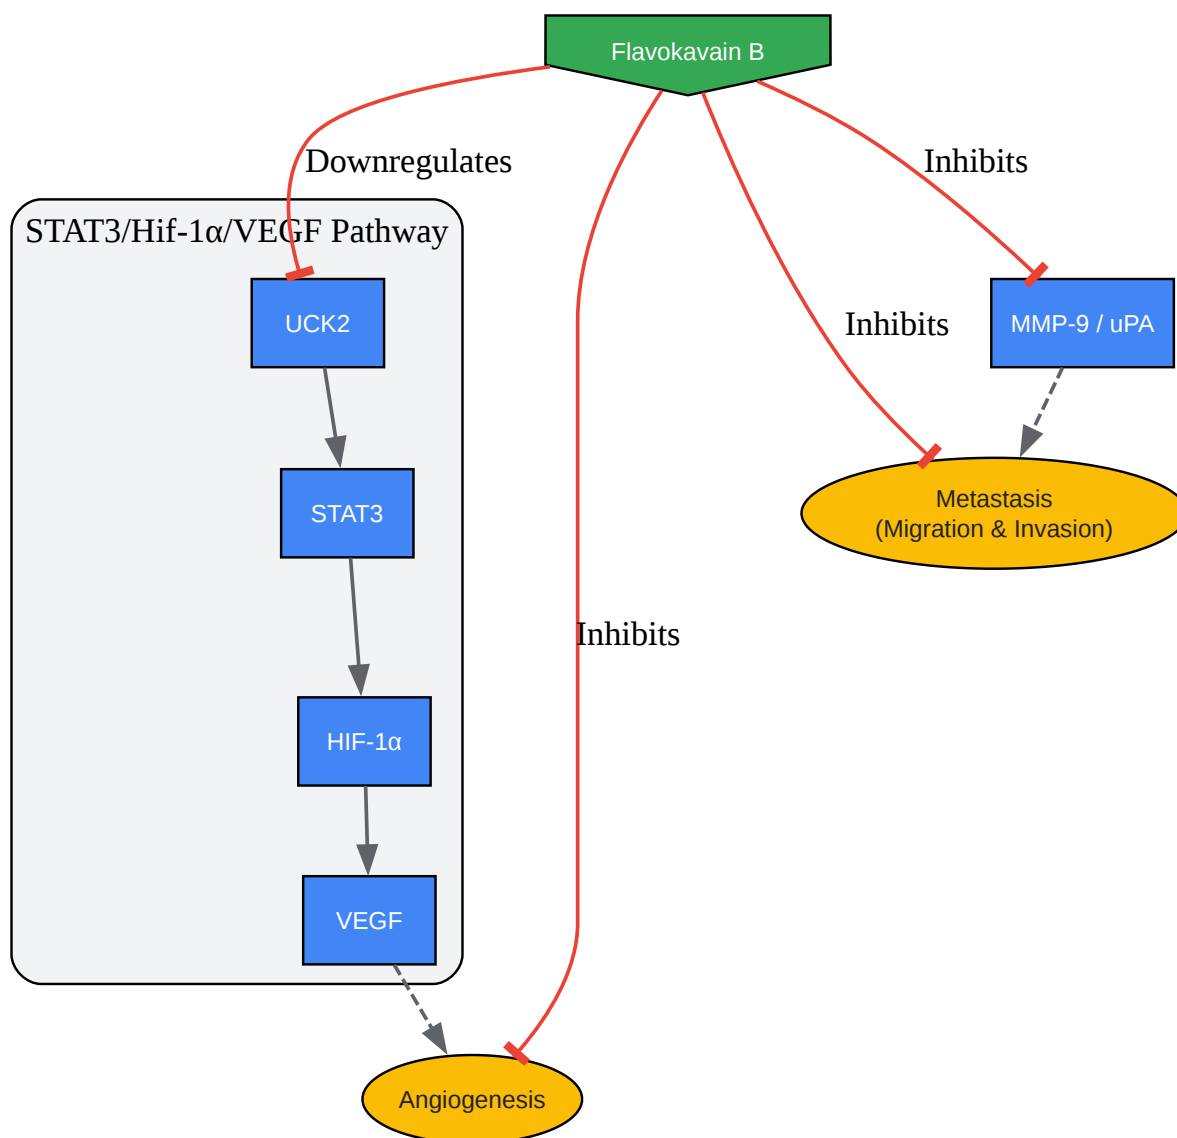 Flavokavain B
Downregulates
Inhibits
STAT3/Hif-1α/VEGF Pathway
UCK2
Inhibits
MMP-9 / uPA
STAT3
Metastasis
(Migration & Invasion)
Inhibits
HIF-1α
VEGF
Angiogenesis